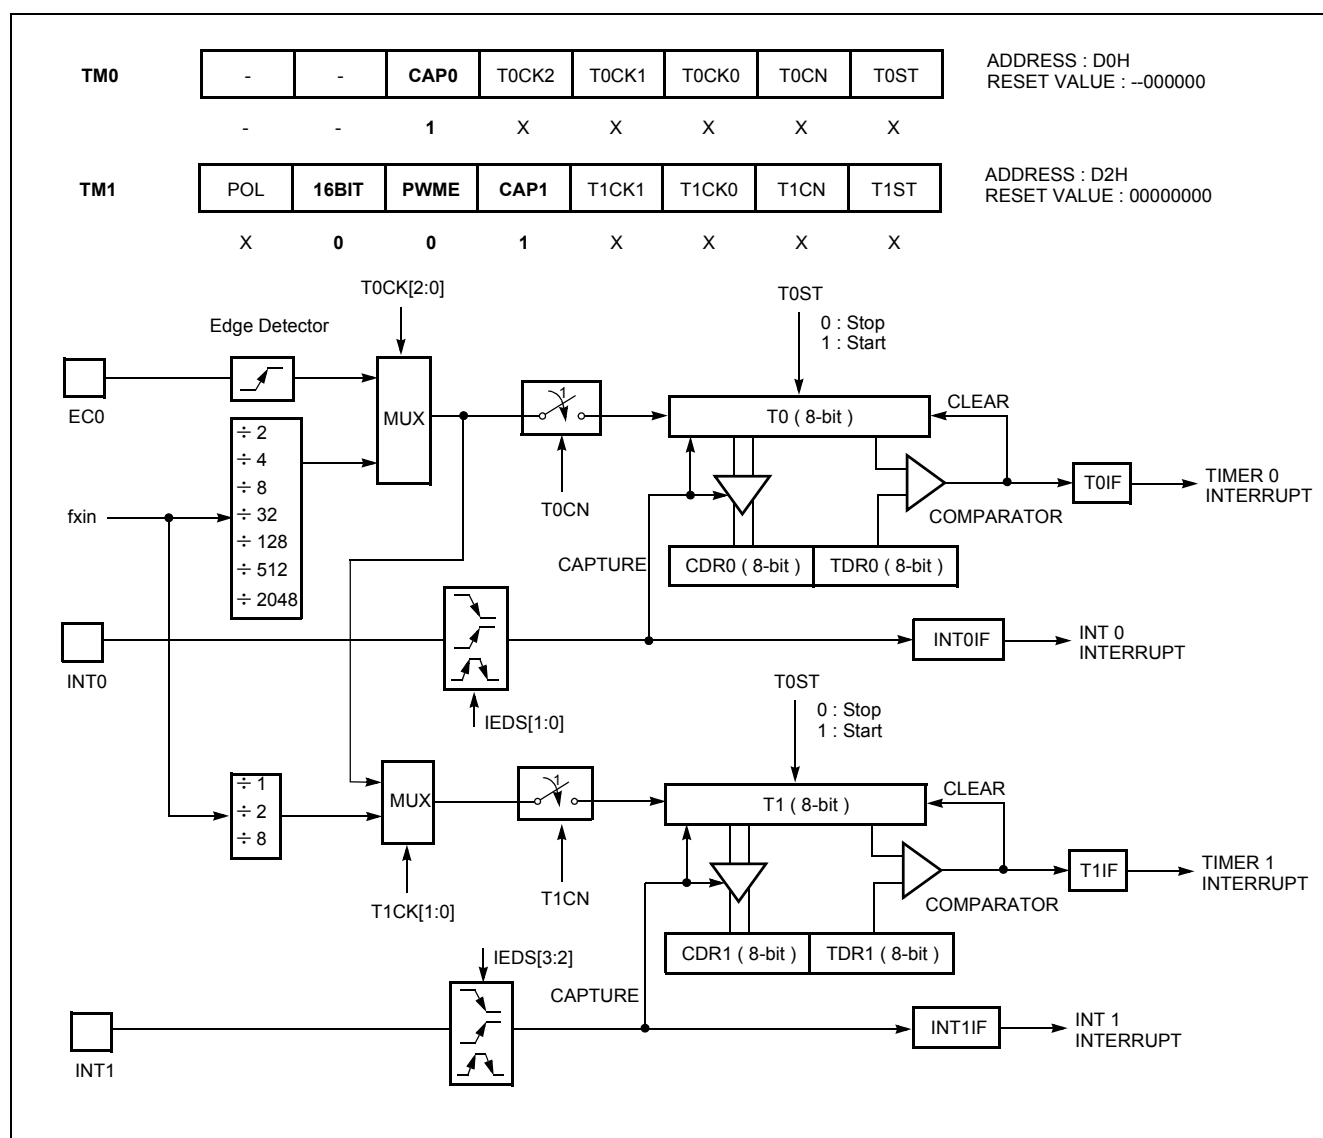 TM0 - - CAP0 T0CK2 T0CK1 T0CK0 T0CN T0ST
ADDRESS : D0H
RESET VALUE : --000000
- - 1 X X X X X
TM1 POL 16BIT PWME CAP1 T1CK1 T1CK0 T1CN T1ST
ADDRESS : D2H
RESET VALUE : 00000000
X 0 0 1 X X X X
T0CK[2:0]
T0ST
0 : Stop
1 : Start
Edge Detector
EC0
MUX
1
T0 ( 8-bit )
CLEAR
÷ 2
÷ 4
÷ 8
÷ 32
÷ 128
÷ 512
÷ 2048
fxin
T0CN
COMPARATOR
T0IF
TIMER 0
INTERRUPT
CAPTURE
CDR0 ( 8-bit )
TDR0 ( 8-bit )
INT0
INT0IF
INT 0
INTERRUPT
IEDS[1:0]
T0ST
0 : Stop
1 : Start
÷ 1
÷ 2
÷ 8
MUX
1
T1 ( 8-bit )
CLEAR
T1CK[1:0]
T1CN
COMPARATOR
T1IF
TIMER 1
INTERRUPT
CDR1 ( 8-bit )
TDR1 ( 8-bit )
IEDS[3:2]
CAPTURE
INT1
INT1IF
INT 1
INTERRUPT